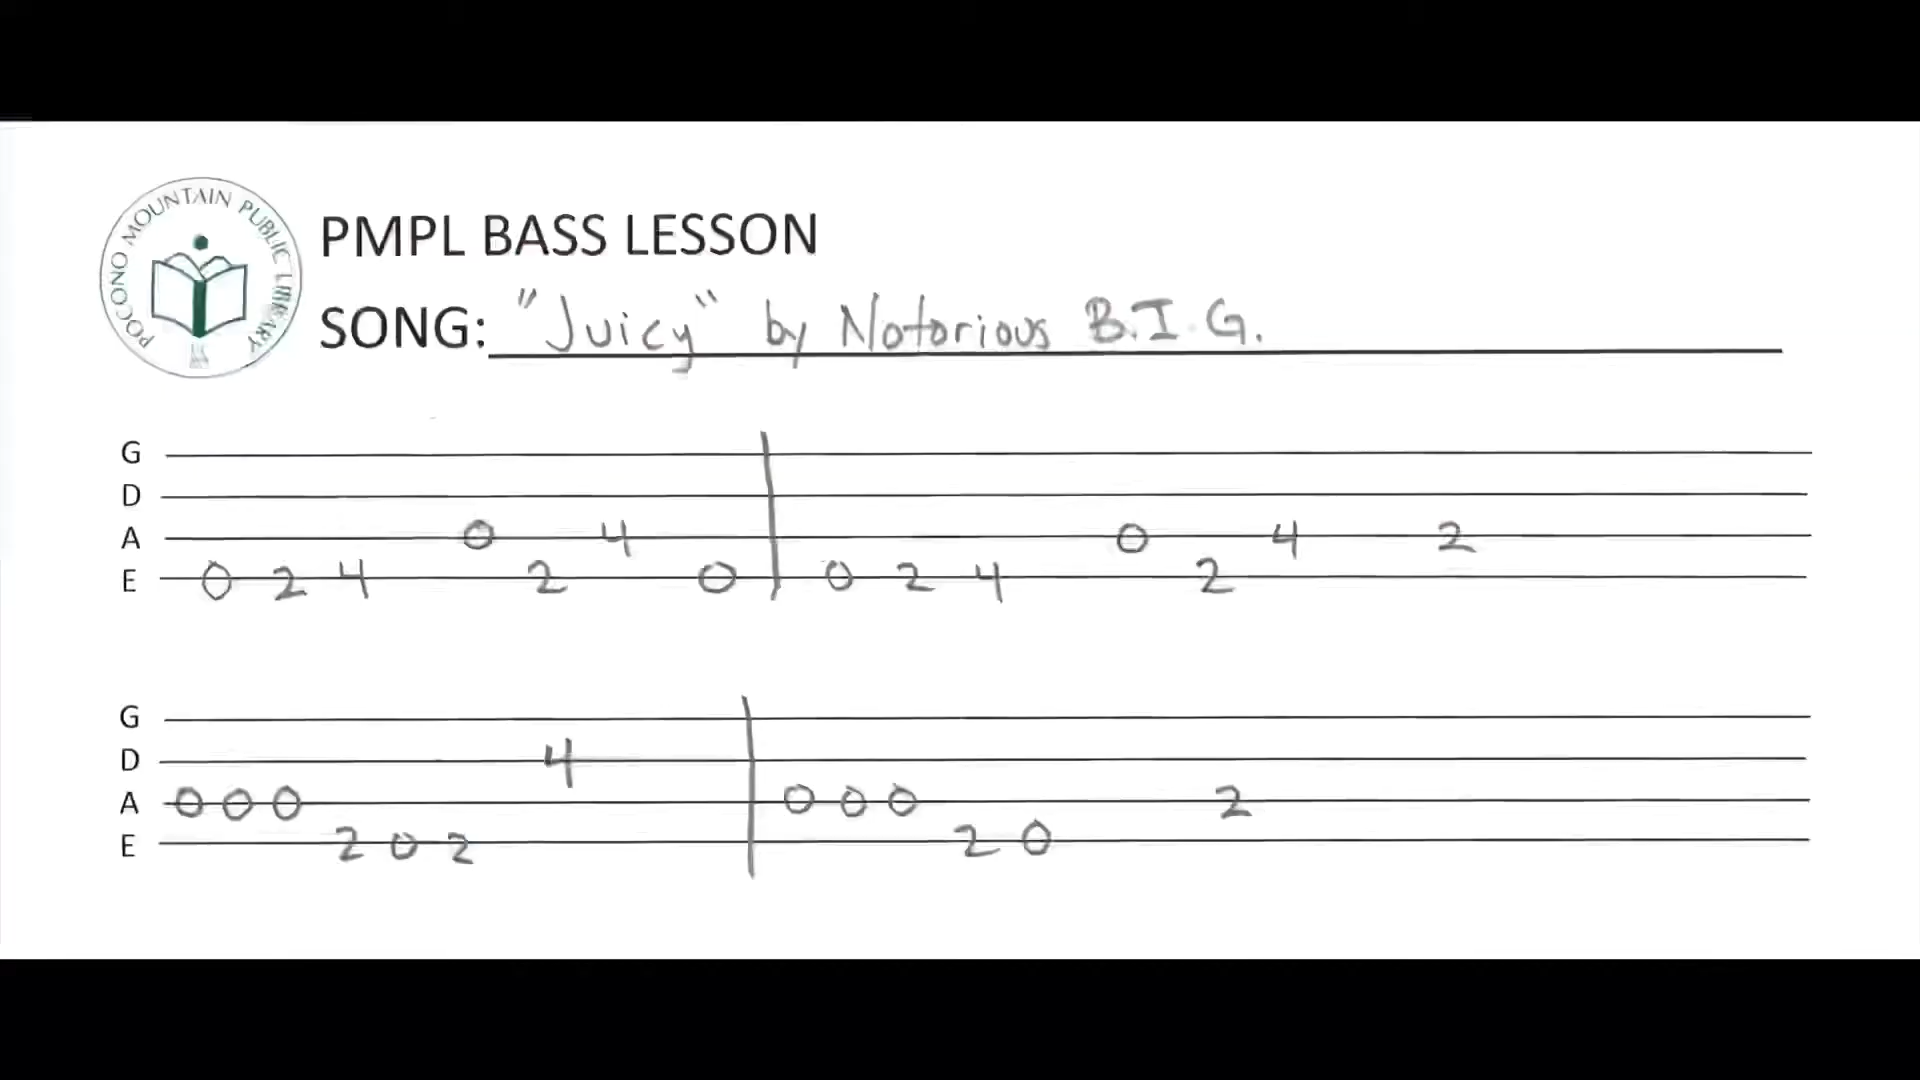 POCONO MOUNTAIN PUBLIC LIBRARY
PMPL BASS LESSON
SONG: "Juicy" by Notorious B.I.G.
G
D
A 0 4 0 4 2
E 0 2 4 2 0 0 2 4 2
G
D 4
A 0 0 0 0 0 0 2
E 2 0 2 2 0